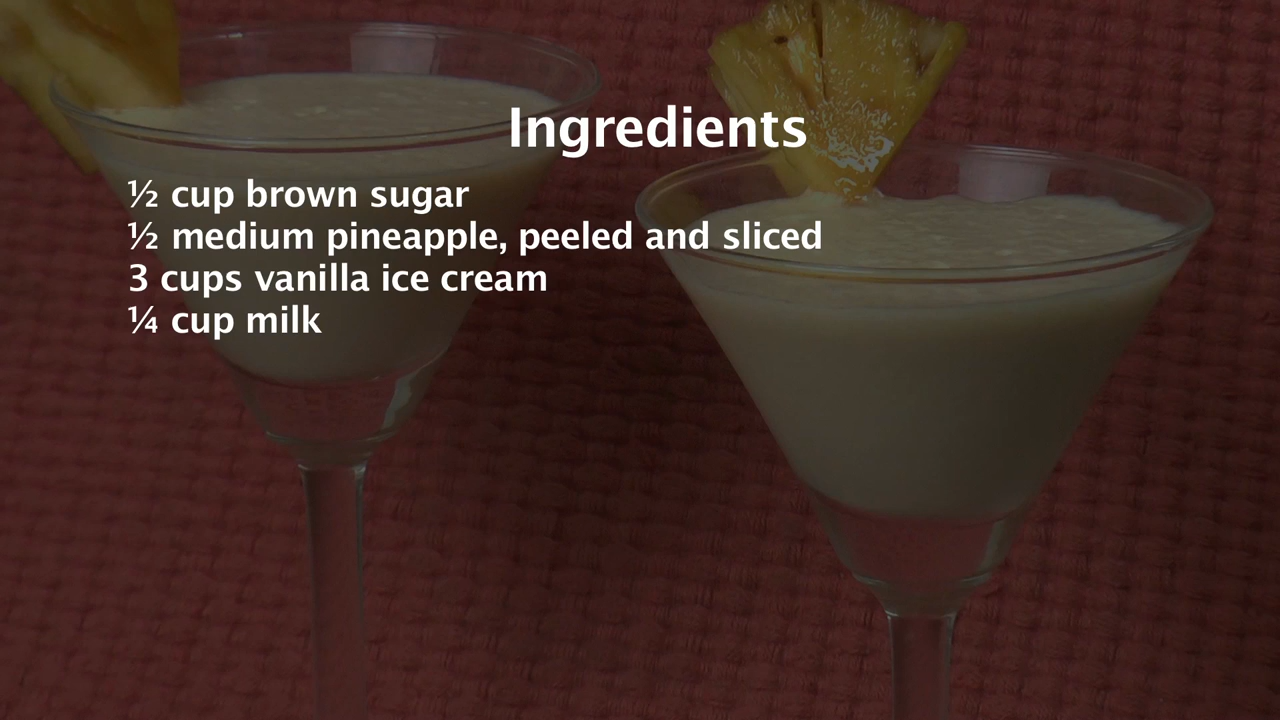 Ingredients
½ cup brown sugar
½ medium pineapple, peeled and sliced
3 cups vanilla ice cream
¼ cup milk